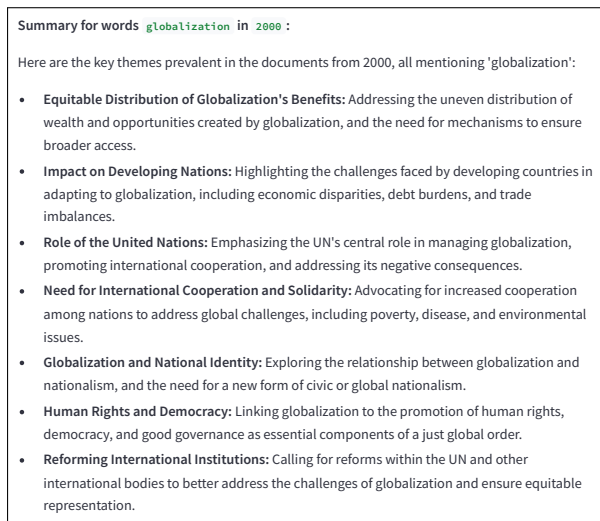 Summary for words globalization in 2000 :
Here are the key themes prevalent in the documents from 2000, all mentioning 'globalization':
• Equitable Distribution of Globalization's Benefits: Addressing the uneven distribution of
wealth and opportunities created by globalization, and the need for mechanisms to ensure
broader access.
• Impact on Developing Nations: Highlighting the challenges faced by developing countries in
adapting to globalization, including economic disparities, debt burdens, and trade
imbalances.
• Role of the United Nations: Emphasizing the UN's central role in managing globalization,
promoting international cooperation, and addressing its negative consequences.
• Need for International Cooperation and Solidarity: Advocating for increased cooperation
among nations to address global challenges, including poverty, disease, and environmental
issues.
• Globalization and National Identity: Exploring the relationship between globalization and
nationalism, and the need for a new form of civic or global nationalism.
• Human Rights and Democracy: Linking globalization to the promotion of human rights,
democracy, and good governance as essential components of a just global order.
• Reforming International Institutions: Calling for reforms within the UN and other
international bodies to better address the challenges of globalization and ensure equitable
representation.